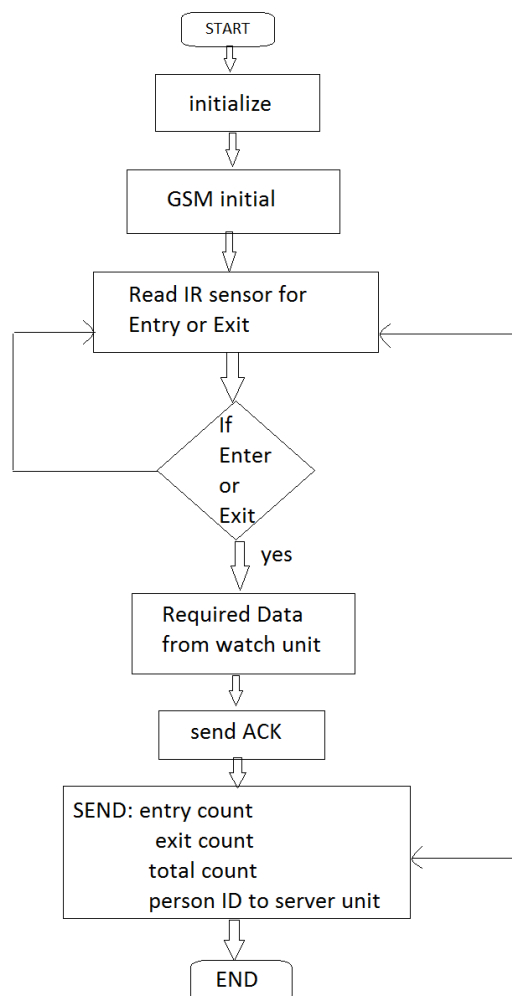 START
initialize
GSM initial
Read IR sensor for
Entry or Exit
If
Enter
or
Exit
yes
Required Data
from watch unit
send ACK
SEND: entry count
exit count
total count
person ID to server unit
END